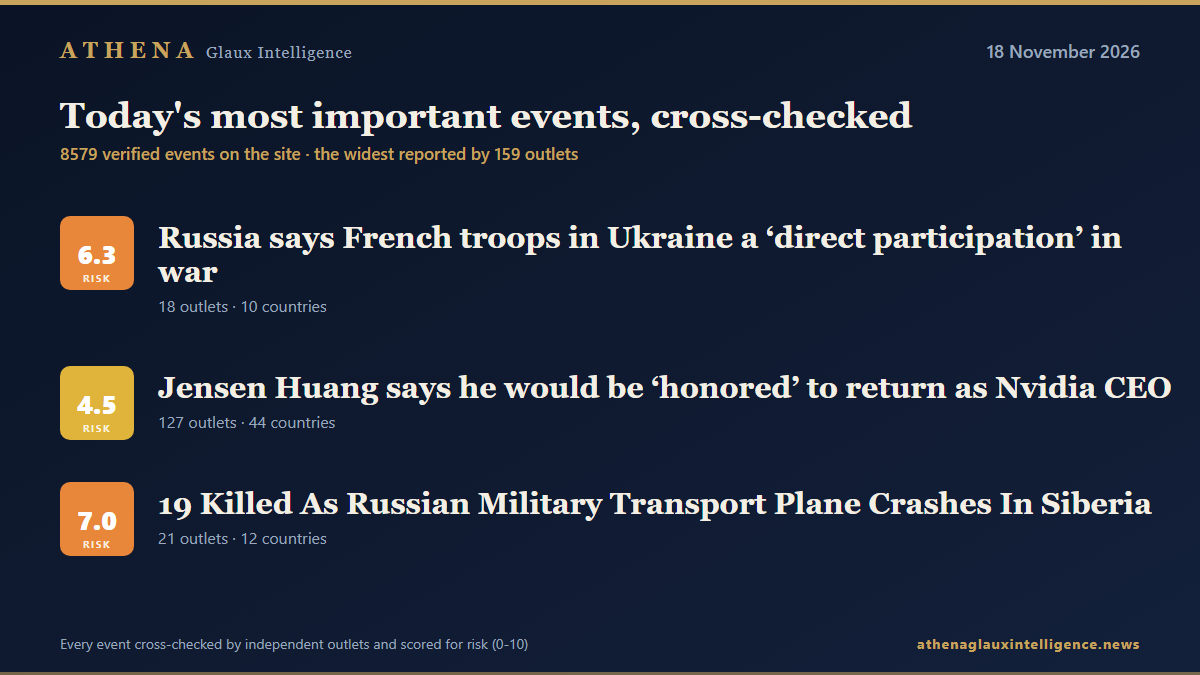 ATHENA Glaux Intelligence
18 November 2026
Today's most important events, cross-checked
8579 verified events on the site · the widest reported by 159 outlets
6.3
RISK
Russia says French troops in Ukraine a ‘direct participation’ in
war
18 outlets · 10 countries
4.5
RISK
Jensen Huang says he would be ‘honored’ to return as Nvidia CEO
127 outlets · 44 countries
7.0
RISK
19 Killed As Russian Military Transport Plane Crashes In Siberia
21 outlets · 12 countries
Every event cross-checked by independent outlets and scored for risk (0-10)
athenaglauxintelligence.news